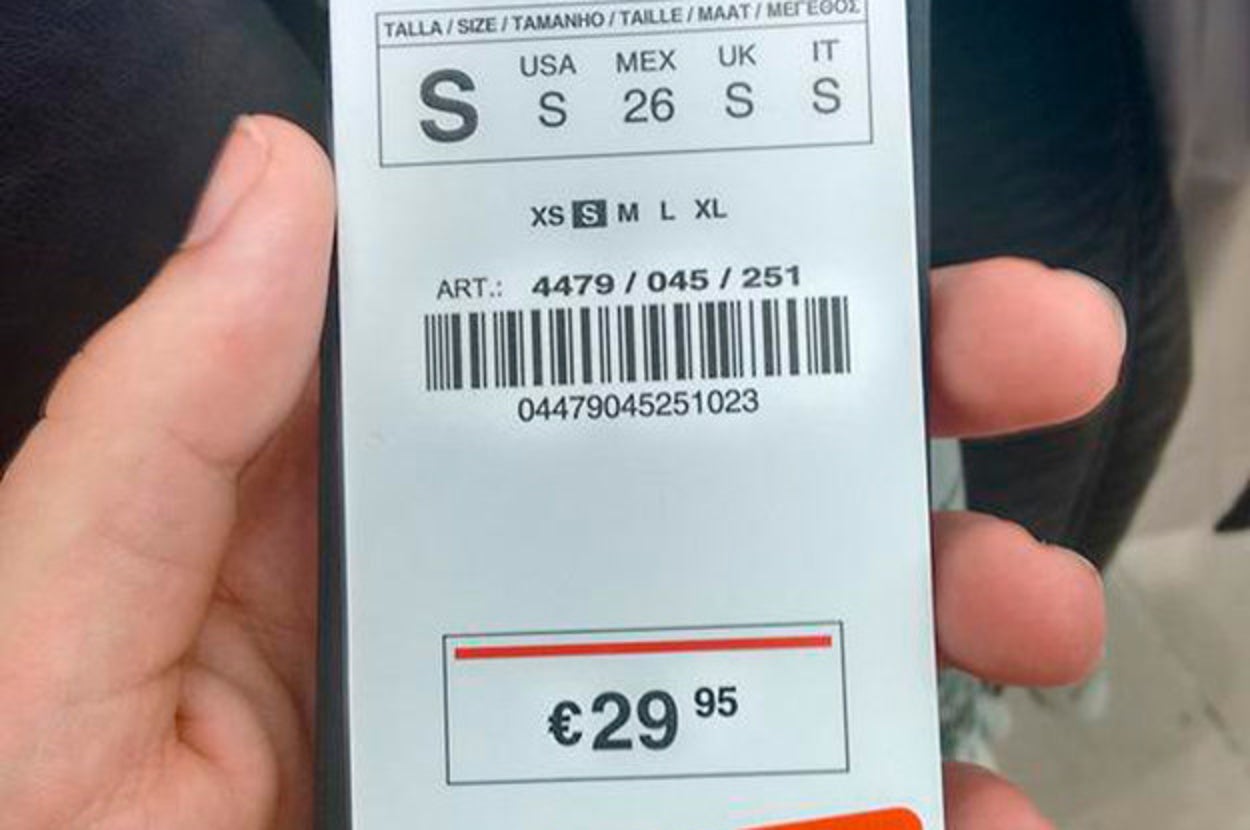 TALLA / SIZE / TAMANHO / TAILLE / MAAT / ΜΕΓΕΘΟΣ
USA MEX UK IT
S S 26 S S
XS S M L XL
ART.: 4479 / 045 / 251
04479045251023
€29 95